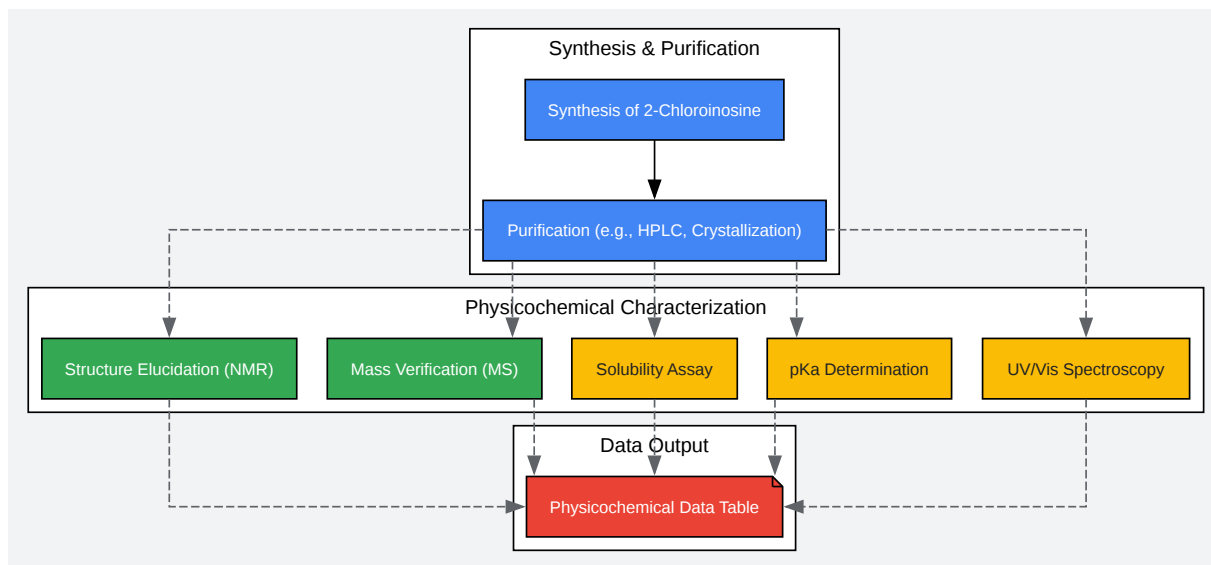 Synthesis & Purification
Synthesis of 2-Chloroinosine
Purification (e.g., HPLC, Crystallization)
Physicochemical Characterization
Structure Elucidation (NMR)
Mass Verification (MS)
Solubility Assay
pKa Determination
UV/Vis Spectroscopy
Data Output
Physicochemical Data Table